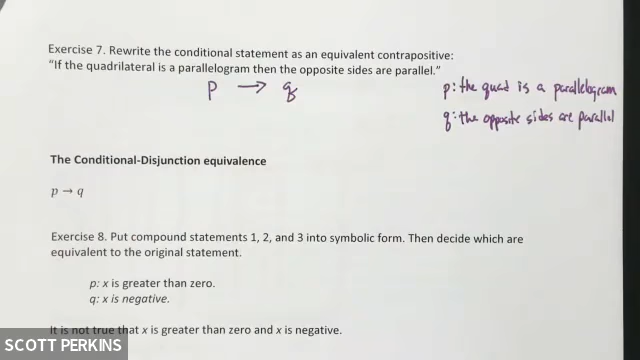 Exercise 7. Rewrite the conditional statement as an equivalent contrapositive:
"If the quadrilateral is a parallelogram then the opposite sides are parallel."
p → q
p: the quad is a parallelogram
q: the opposite sides are parallel
The Conditional-Disjunction equivalence
p → q
Exercise 8. Put compound statements 1, 2, and 3 into symbolic form. Then decide which are
equivalent to the original statement.
p: x is greater than zero.
q: x is negative.
It is not true that x is greater than zero and x is negative.
SCOTT PERKINS